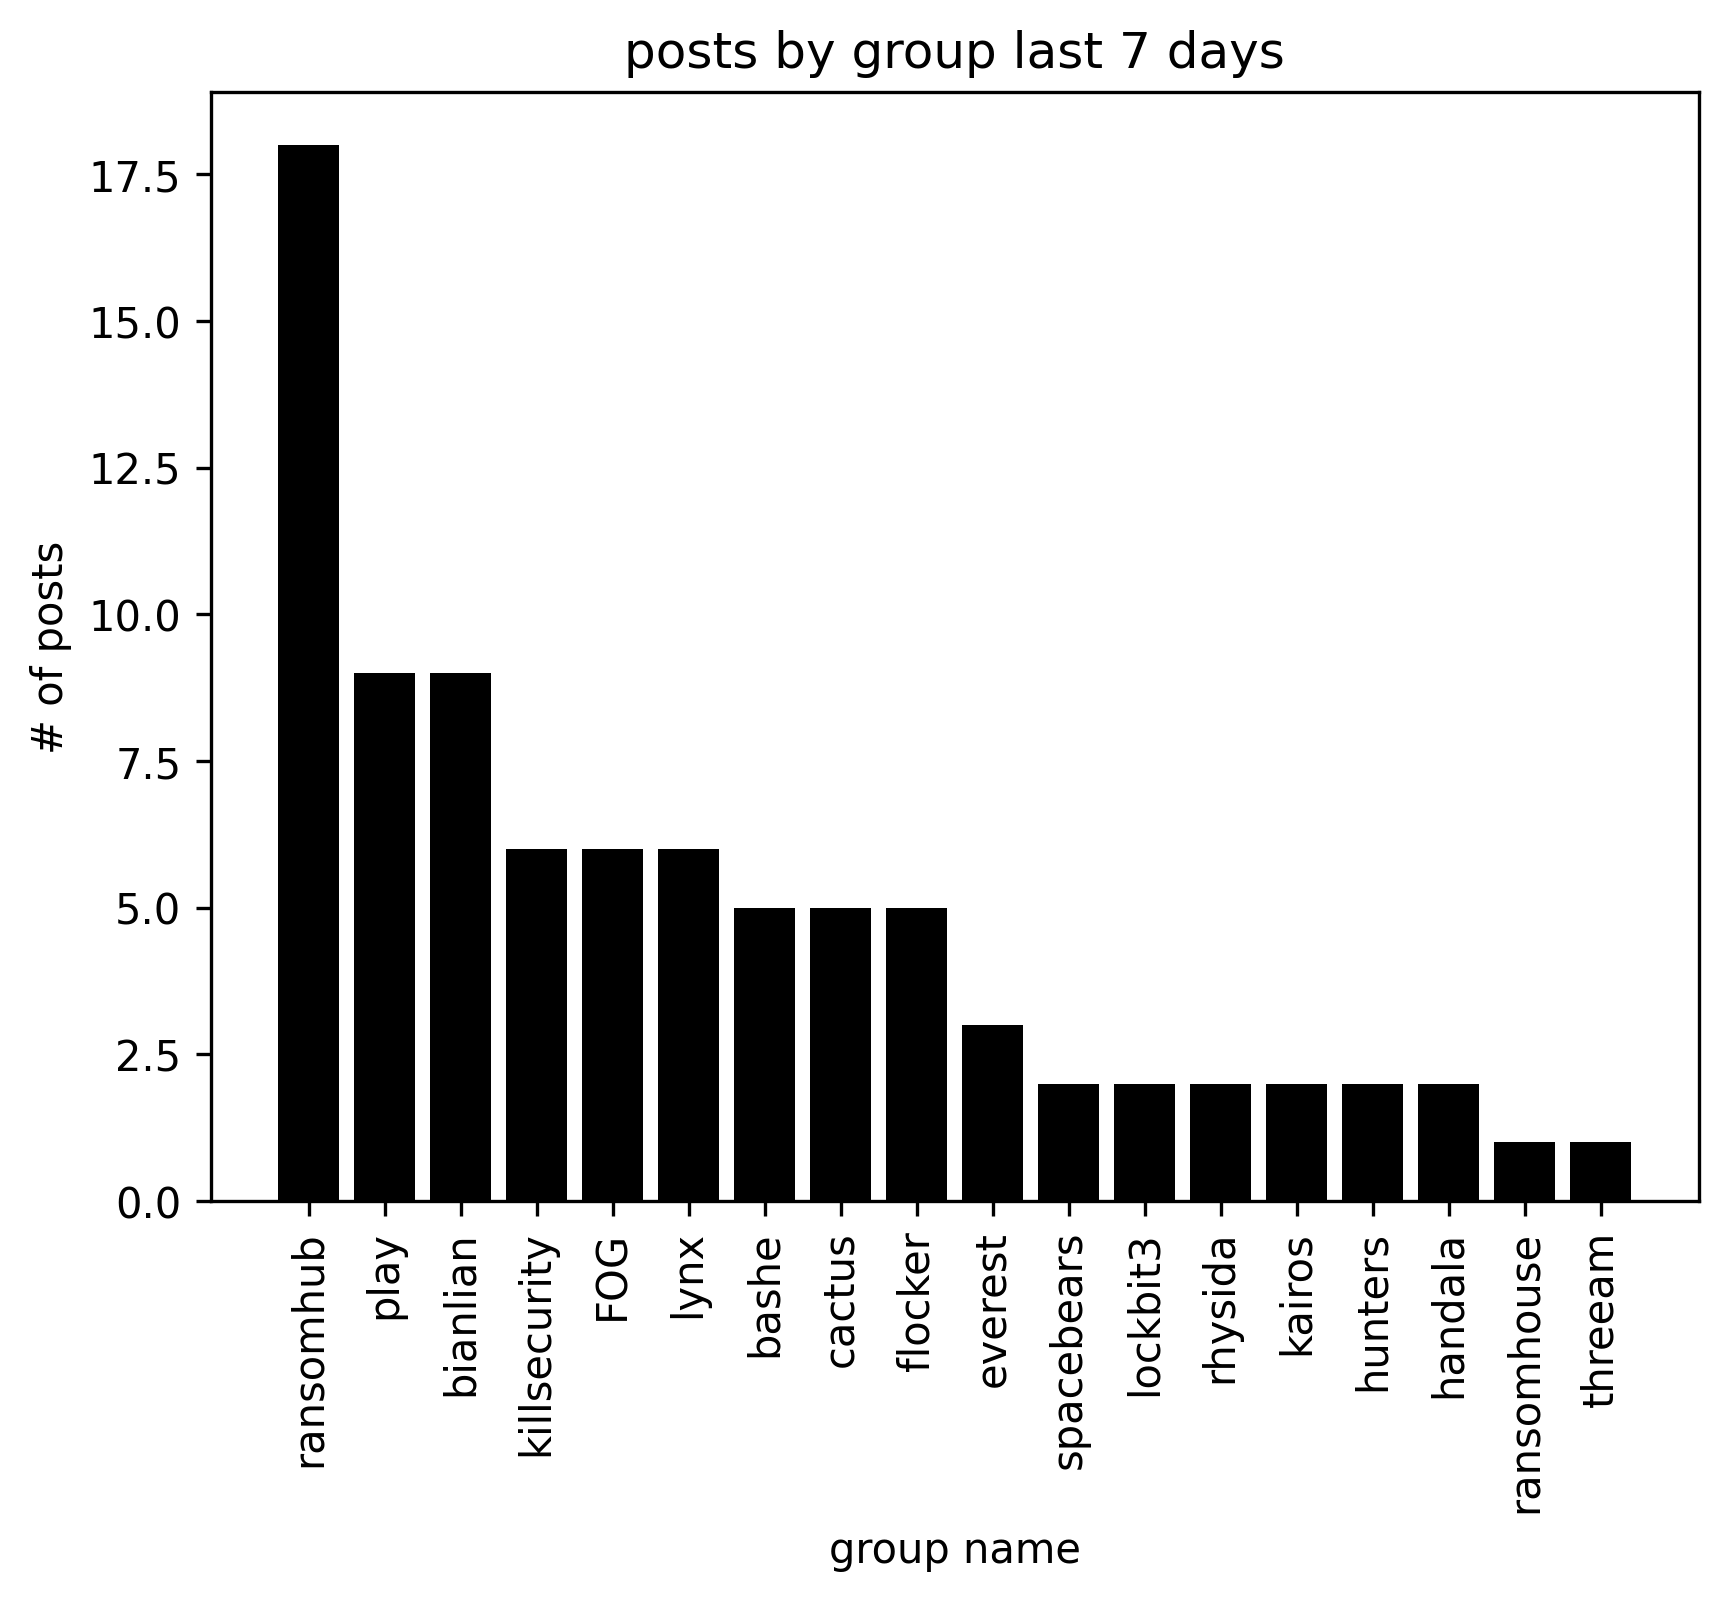 posts by group last 7 days
17.5
15.0
12.5
10.0
7.5
5.0
2.5
0.0
# of posts
ransomhub
play
bianlian
killsecurity
FOG
lynx
bashe
cactus
flocker
everest
spacebears
lockbit3
rhysida
kairos
hunters
handala
ransomhouse
threeam
group name